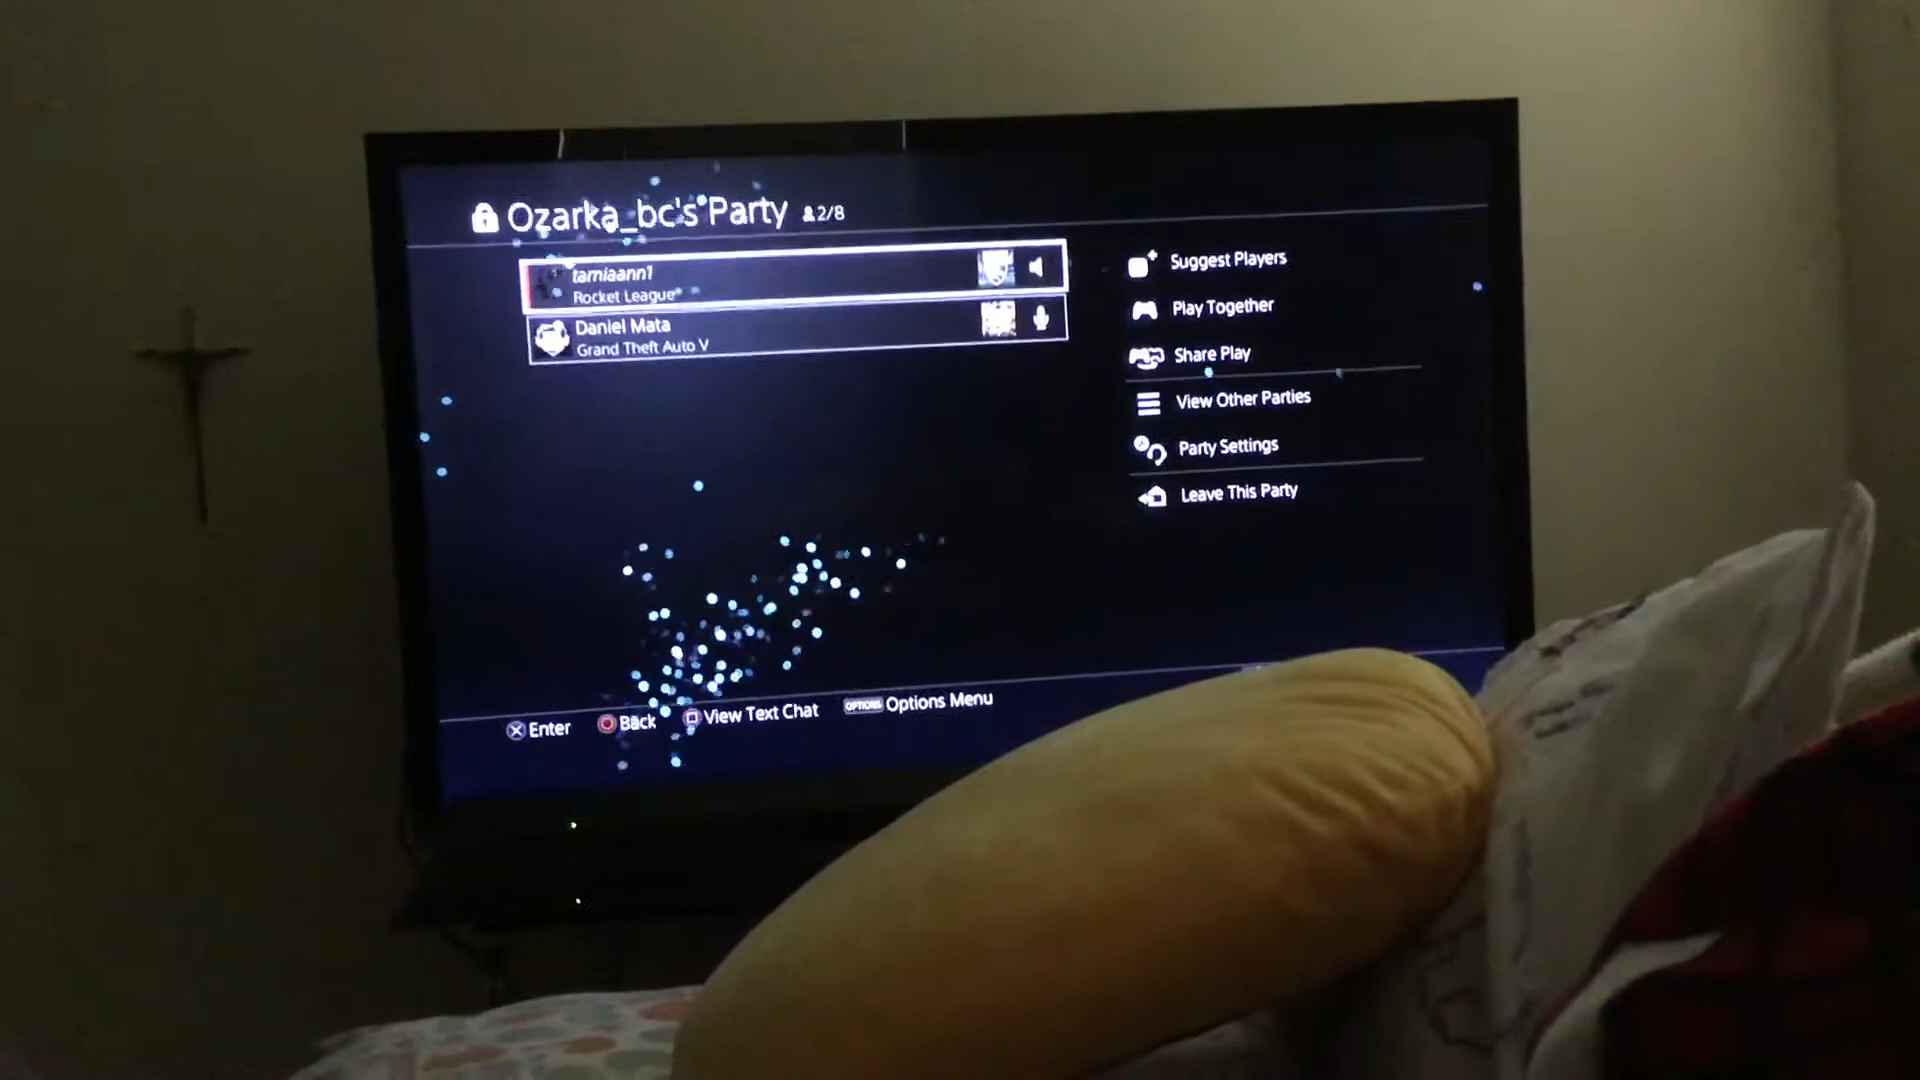 Ozarka_bc's Party 2/8
tamiaann1
Rocket League®
Daniel Mata
Grand Theft Auto V
Suggest Players
Play Together
Share Play
View Other Parties
Party Settings
Leave This Party
Enter Back View Text Chat OPTIONS Options Menu